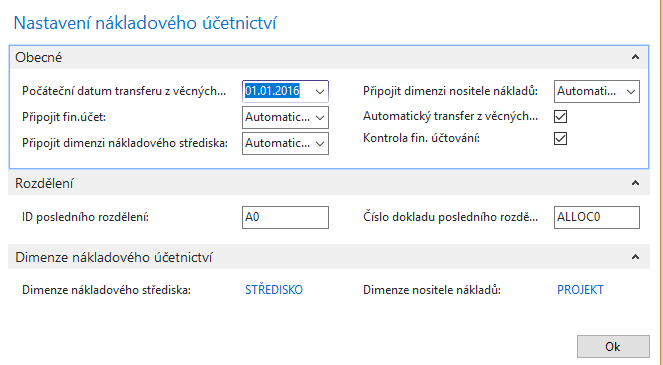 Nastavení nákladového účetnictví
Obecné
Počáteční datum transferu z věcných... 01.01.2016
Připojit fin.účet: Automatic...
Připojit dimenzi nákladového střediska: Automatic...
Připojit dimenzi nositele nákladů: Automati...
Automatický transfer z věcných...
Kontrola fin. účtování:
Rozdělení
ID posledního rozdělení: A0
Číslo dokladu posledního rozdě... ALLOC0
Dimenze nákladového účetnictví
Dimenze nákladového střediska: STŘEDISKO
Dimenze nositele nákladů: PROJEKT
Ok